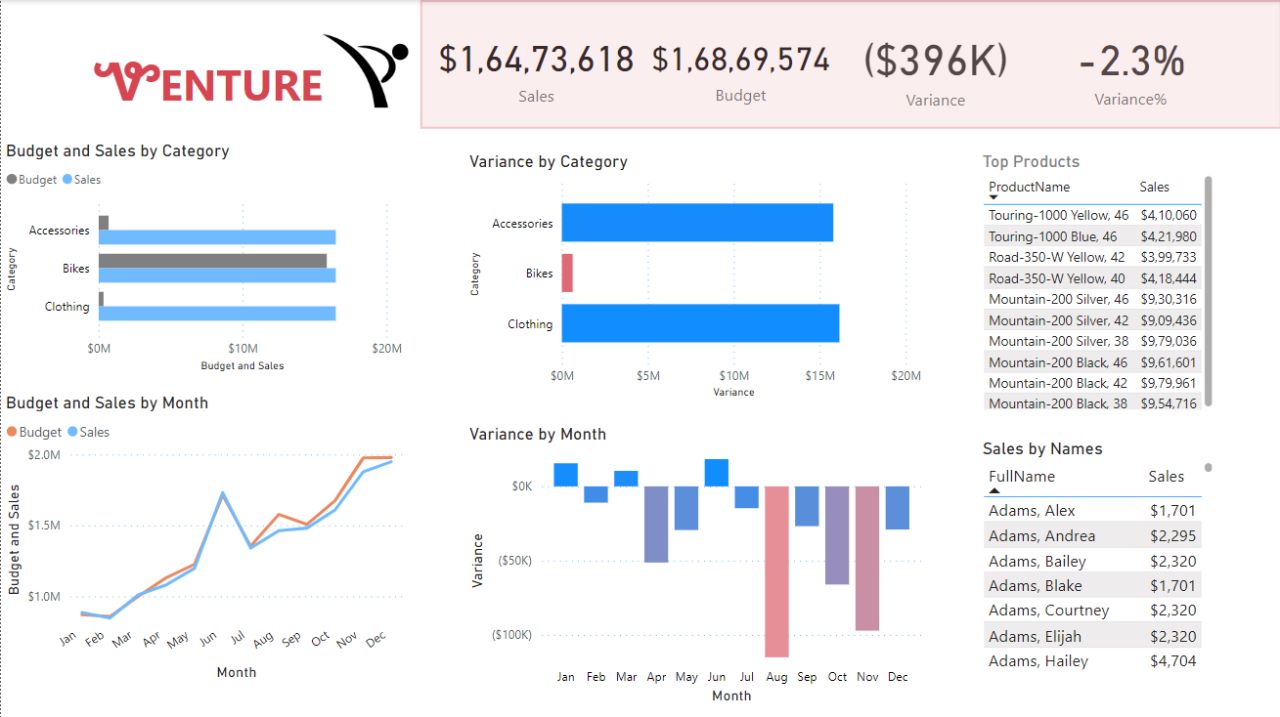 VENTURE
$1,64,73,618 $1,68,69,574 ($396K) -2.3%
Sales Budget Variance Variance%
Budget and Sales by Category
Budget Sales
Category
Accessories
Bikes
Clothing
$0M $10M $20M
Budget and Sales
Variance by Category
Category
Accessories
Bikes
Clothing
$0M $5M $10M $15M $20M
Variance
Top Products
ProductName Sales
Touring-1000 Yellow, 46 $4,10,060
Touring-1000 Blue, 46 $4,21,980
Road-350-W Yellow, 42 $3,99,733
Road-350-W Yellow, 40 $4,18,444
Mountain-200 Silver, 46 $9,30,316
Mountain-200 Silver, 42 $9,09,436
Mountain-200 Silver, 38 $9,79,036
Mountain-200 Black, 46 $9,61,601
Mountain-200 Black, 42 $9,79,961
Mountain-200 Black, 38 $9,54,716
Budget and Sales by Month
Budget Sales
Budget and Sales
$2.0M
$1.5M
$1.0M
Jan Feb Mar Apr May Jun Jul Aug Sep Oct Nov Dec
Month
Variance by Month
Variance
$0K
($50K)
($100K)
Jan Feb Mar Apr May Jun Jul Aug Sep Oct Nov Dec
Month
Sales by Names
FullName Sales
Adams, Alex $1,701
Adams, Andrea $2,295
Adams, Bailey $2,320
Adams, Blake $1,701
Adams, Courtney $2,320
Adams, Elijah $2,320
Adams, Hailey $4,704